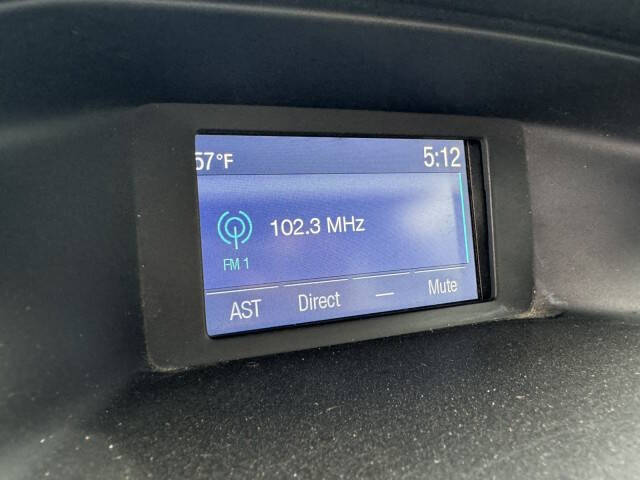 57°F 5:12
102.3 MHz
FM 1
AST Direct — Mute